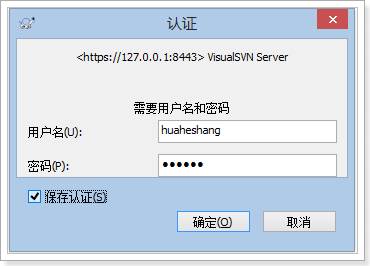 认证
<https://127.0.0.1:8443> VisualSVN Server
需要用户名和密码
用户名(U):
huaheshang
密码(P):
●●●●●●
保存认证(S)
确定(O)
取消